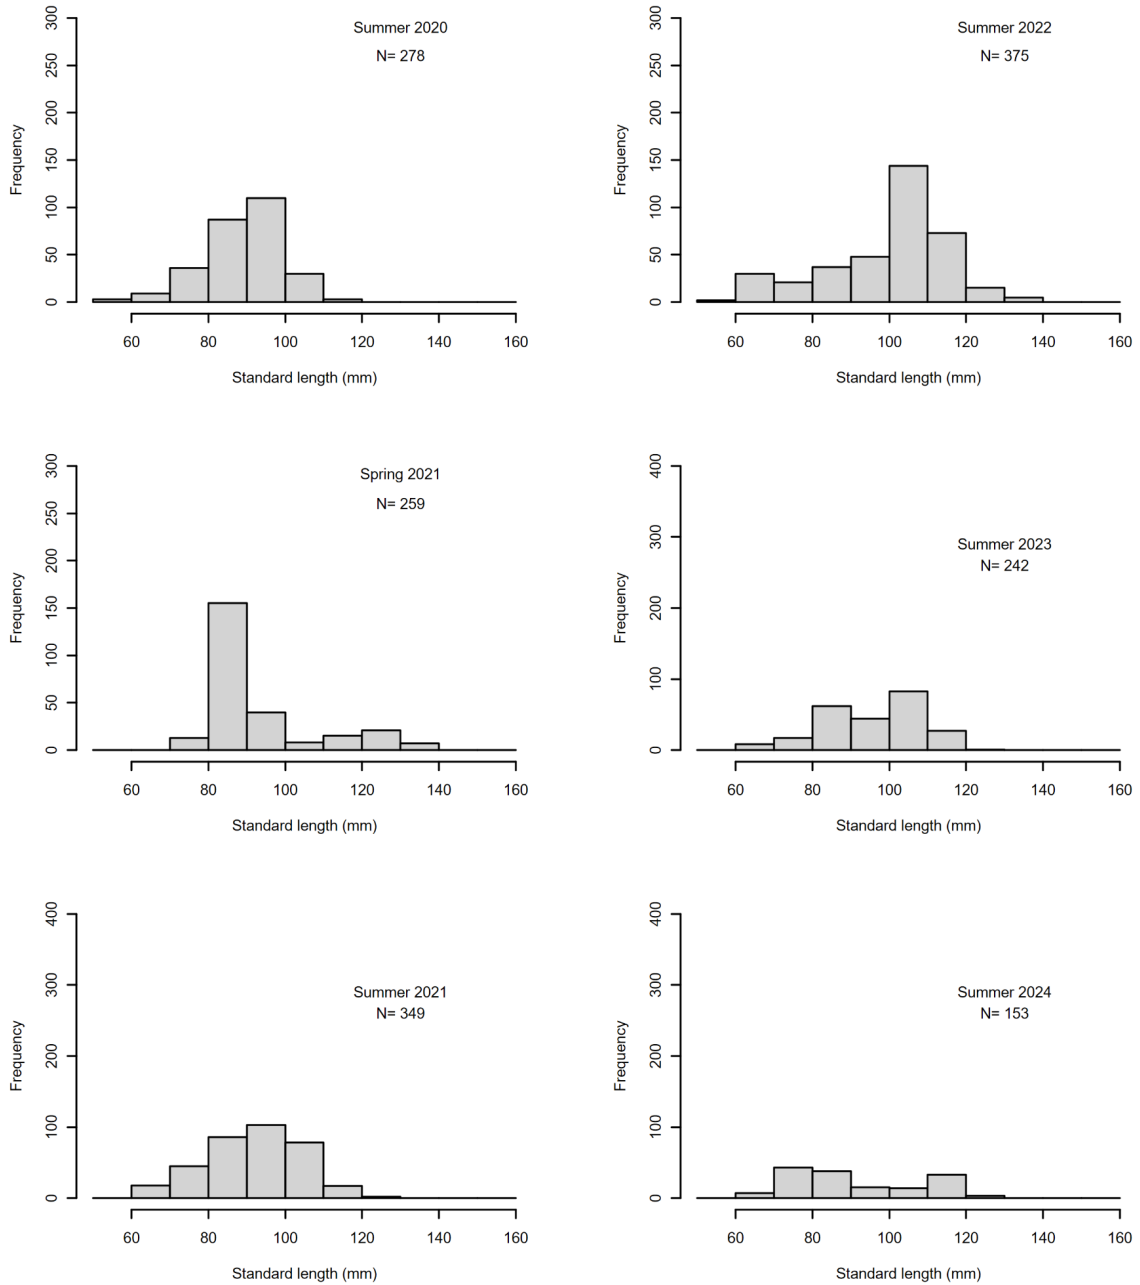 Summer 2020
N= 278
Frequency
0 50 100 150 200 250 300
60 80 100 120 140 160
Standard length (mm)
Summer 2022
N= 375
Frequency
0 50 100 150 200 250 300
60 80 100 120 140 160
Standard length (mm)
Spring 2021
N= 259
Frequency
0 50 100 150 200 250 300
60 80 100 120 140 160
Standard length (mm)
Summer 2023
N= 242
Frequency
0 100 200 300 400
60 80 100 120 140 160
Standard length (mm)
Summer 2021
N= 349
Frequency
0 100 200 300 400
60 80 100 120 140 160
Standard length (mm)
Summer 2024
N= 153
Frequency
0 100 200 300 400
60 80 100 120 140 160
Standard length (mm)